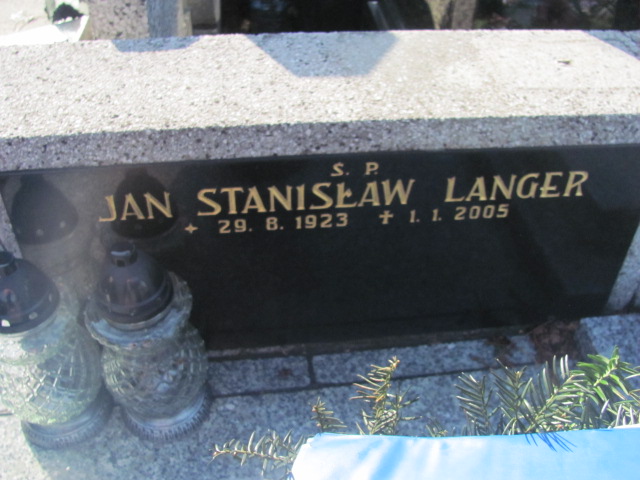 S. P.
JAN STANISŁAW LANGER
29. 8. 1923 ✝ 1. 1. 2005